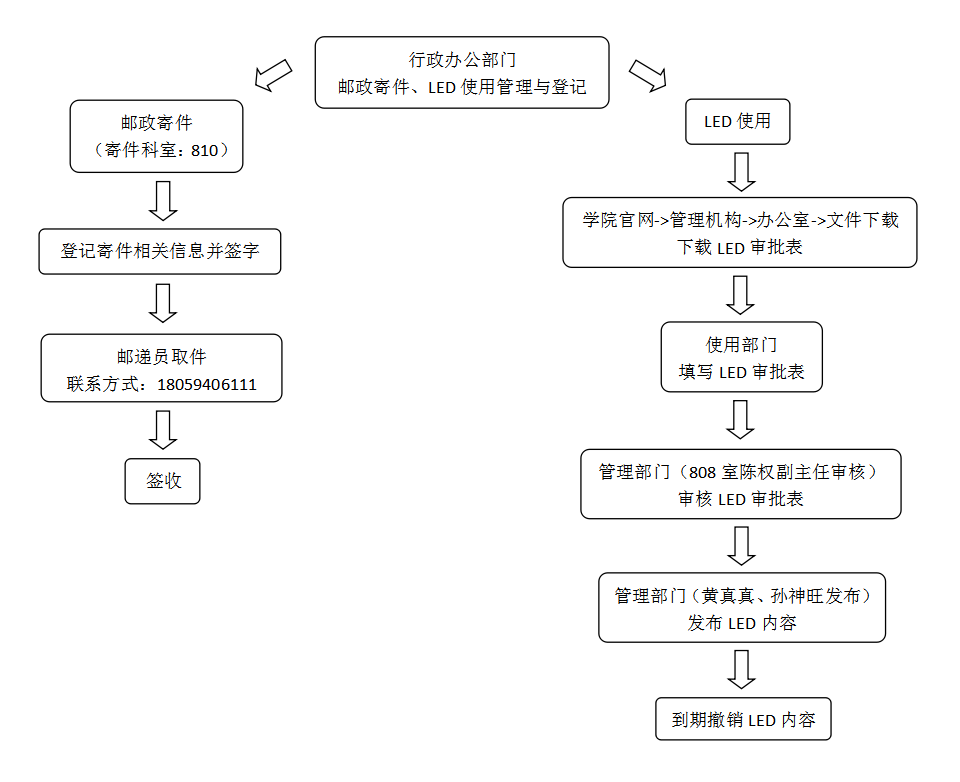 行政办公部门
邮政寄件、LED 使用管理与登记
邮政寄件
（寄件科室：810）
登记寄件相关信息并签字
邮递员取件
联系方式：18059406111
签收
LED 使用
学院官网->管理机构->办公室->文件下载
下载 LED 审批表
使用部门
填写 LED 审批表
管理部门（808 室陈权副主任审核）
审核 LED 审批表
管理部门（黄真真、孙神旺发布）
发布 LED 内容
到期撤销 LED 内容